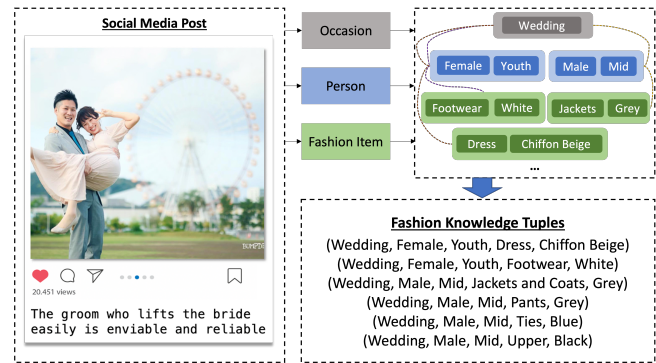 Social Media Post
20.451 views
The groom who lifts the bride
easily is enviable and reliable
Occasion
Person
Fashion Item
Wedding
Female Youth Male Mid
Footwear White Jackets Grey
Dress Chiffon Beige
...
Fashion Knowledge Tuples
(Wedding, Female, Youth, Dress, Chiffon Beige)
(Wedding, Female, Youth, Footwear, White)
(Wedding, Male, Mid, Jackets and Coats, Grey)
(Wedding, Male, Mid, Pants, Grey)
(Wedding, Male, Mid, Ties, Blue)
(Wedding, Male, Mid, Upper, Black)